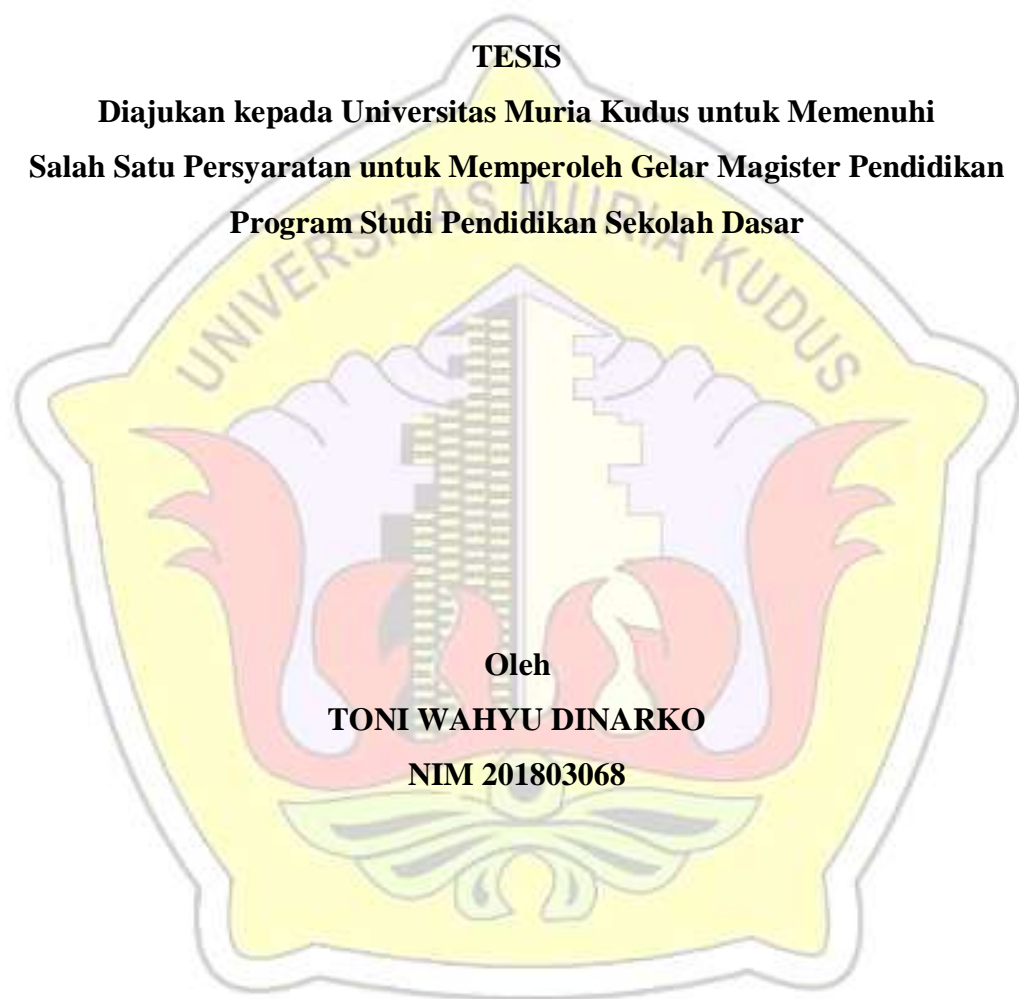 TESIS
Diajukan kepada Universitas Muria Kudus untuk Memenuhi
Salah Satu Persyaratan untuk Memperoleh Gelar Magister Pendidikan
Program Studi Pendidikan Sekolah Dasar
UNIVERSITAS MURIA KUDUS
Oleh
TONI WAHYU DINARKO
NIM 201803068